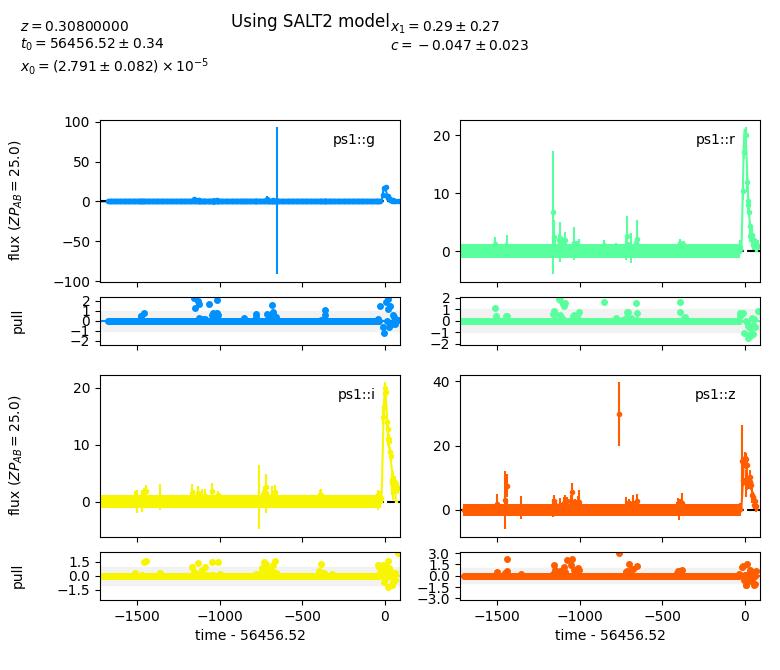 Using SALT2 model
z = 0.30800000
t₀ = 56456.52 ± 0.34
x₀ = (2.791 ± 0.082) × 10⁻⁵
x₁ = 0.29 ± 0.27
c = −0.047 ± 0.023
flux (ZP_AB = 25.0)
100
50
0
−50
−100
ps1::g
20
10
0
ps1::r
pull
2
1
0
−1
−2
2
1
0
−1
−2
flux (ZP_AB = 25.0)
20
10
0
ps1::i
40
20
0
ps1::z
pull
1.5
0.0
−1.5
3.0
1.5
0.0
−1.5
−3.0
−1500 −1000 −500 0
time - 56456.52
−1500 −1000 −500 0
time - 56456.52